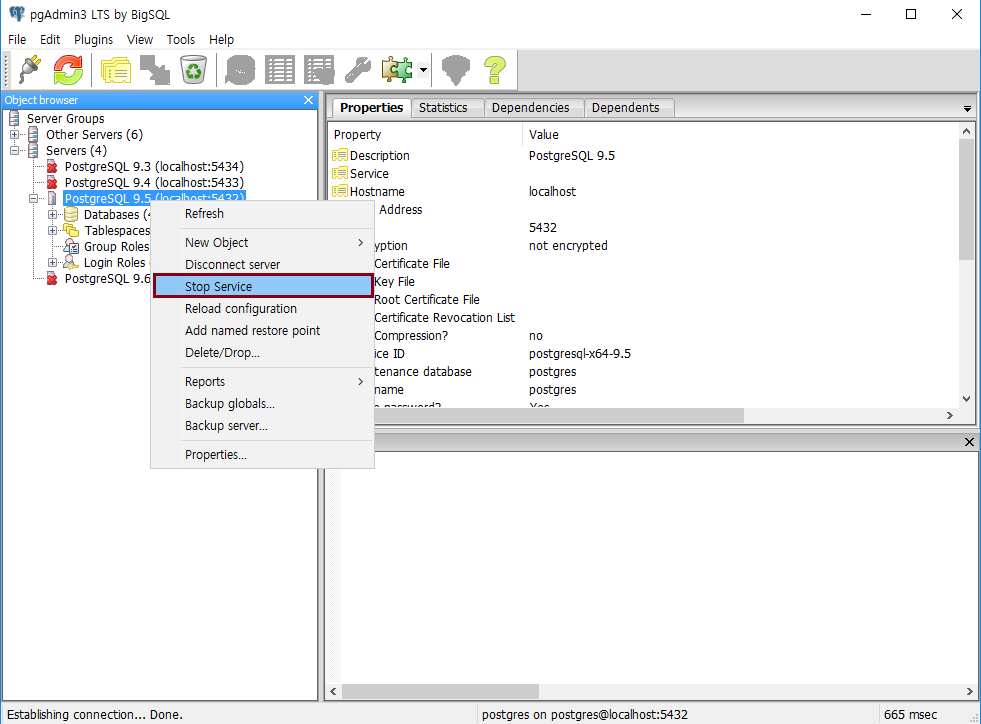 pgAdmin3 LTS by BigSQL
File Edit Plugins View Tools Help
Object browser
Server Groups
Other Servers (6)
Servers (4)
PostgreSQL 9.3 (localhost:5434)
PostgreSQL 9.4 (localhost:5433)
PostgreSQL 9.5 (localhost:5432)
Databases (4
Tablespaces
Group Roles
Login Roles
PostgreSQL 9.6
Refresh
New Object
Disconnect server
Stop Service
Reload configuration
Add named restore point
Delete/Drop...
Reports
Backup globals...
Backup server...
Properties...
Properties Statistics Dependencies Dependents
Property Value
Description PostgreSQL 9.5
Service
Hostname localhost
Address
5432
yption not encrypted
Certificate File
Key File
Root Certificate File
Certificate Revocation List
Compression? no
ice ID postgresql-x64-9.5
tenance database postgres
name postgres
password? Yes
Establishing connection... Done. postgres on postgres@localhost:5432 665 msec